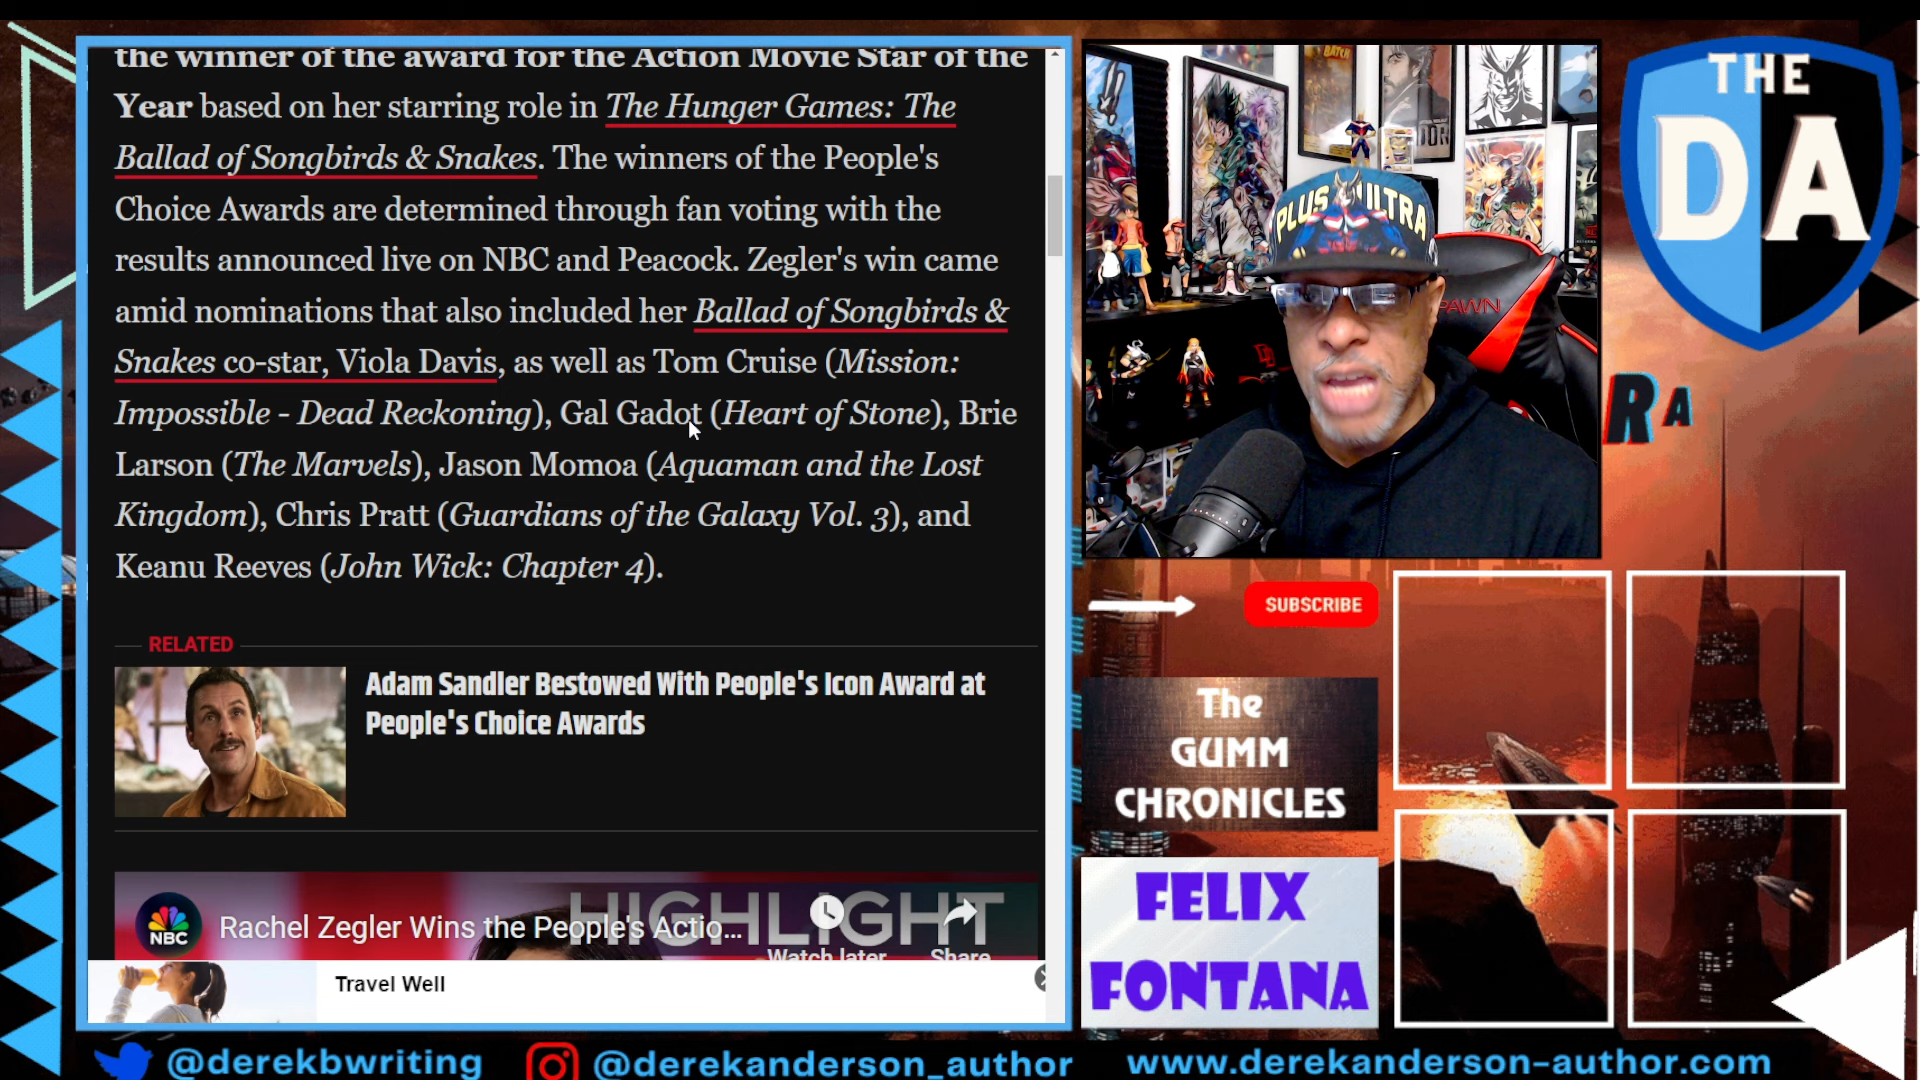 the winner of the award for the Action Movie Star of the
Year based on her starring role in The Hunger Games: The
Ballad of Songbirds & Snakes. The winners of the People's
Choice Awards are determined through fan voting with the
results announced live on NBC and Peacock. Zegler's win came
amid nominations that also included her Ballad of Songbirds &
Snakes co-star, Viola Davis, as well as Tom Cruise (Mission:
Impossible - Dead Reckoning), Gal Gadot (Heart of Stone), Brie
Larson (The Marvels), Jason Momoa (Aquaman and the Lost
Kingdom), Chris Pratt (Guardians of the Galaxy Vol. 3), and
Keanu Reeves (John Wick: Chapter 4).
RELATED
Adam Sandler Bestowed With People's Icon Award at
People's Choice Awards
HIGHLIGHT
NBC
Rachel Zegler Wins the People's Actio...
Watch later
Share
Travel Well
PLUS ULTRA
THE
DA
RA
SUBSCRIBE
The
GUMM
CHRONICLES
FELIX
FONTANA
@derekbwriting
@derekanderson_author
www.derekanderson-author.com